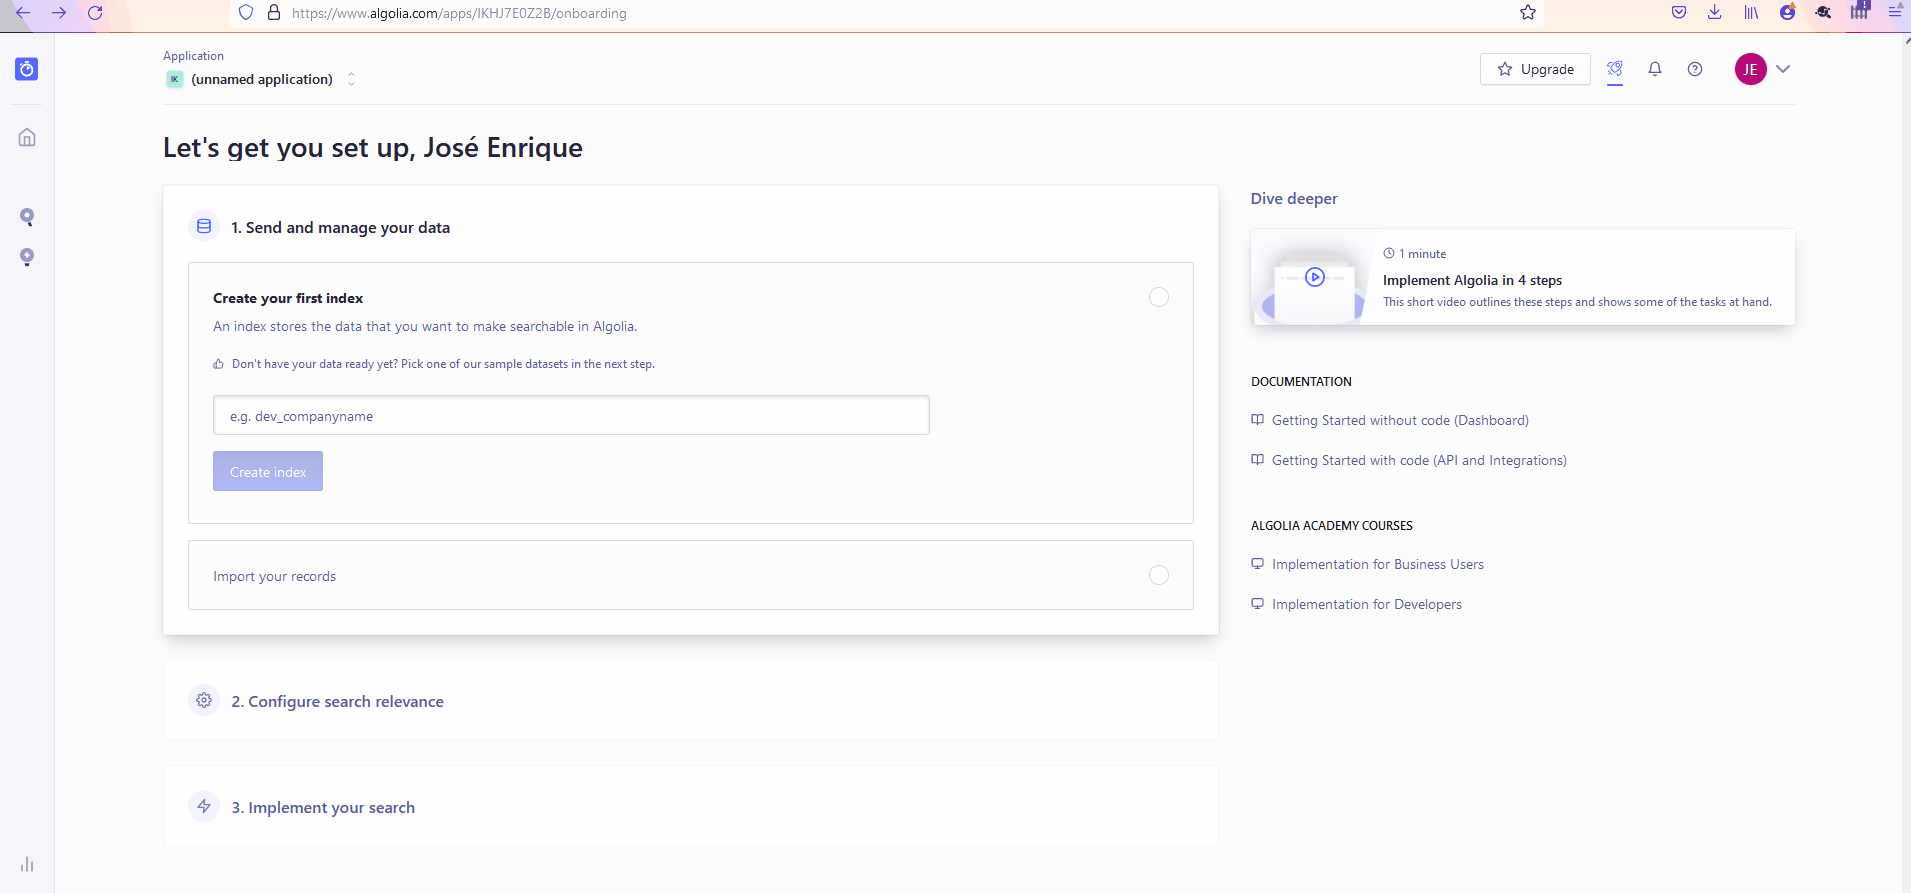 https://www.algolia.com/apps/IKHJ7E0Z2B/onboarding
Application
IK (unnamed application)
Upgrade
JE
Let's get you set up, José Enrique
1. Send and manage your data
Create your first index
An index stores the data that you want to make searchable in Algolia.
Don't have your data ready yet? Pick one of our sample datasets in the next step.
e.g. dev_companyname
Create index
Import your records
2. Configure search relevance
3. Implement your search
Dive deeper
1 minute
Implement Algolia in 4 steps
This short video outlines these steps and shows some of the tasks at hand.
DOCUMENTATION
Getting Started without code (Dashboard)
Getting Started with code (API and Integrations)
ALGOLIA ACADEMY COURSES
Implementation for Business Users
Implementation for Developers